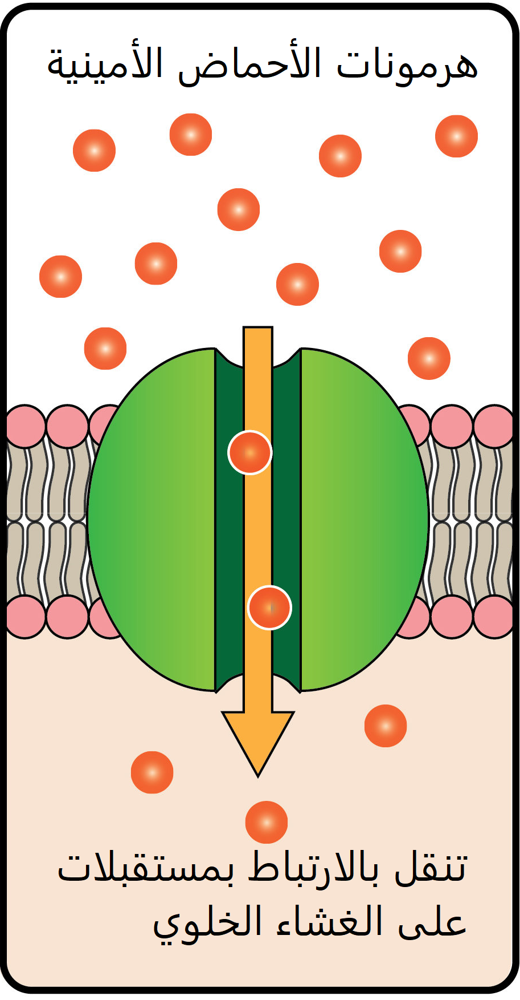 هرمونات الأحماض الأمينية
تنقل بالارتباط بمستقبلات
على الغشاء الخلوي